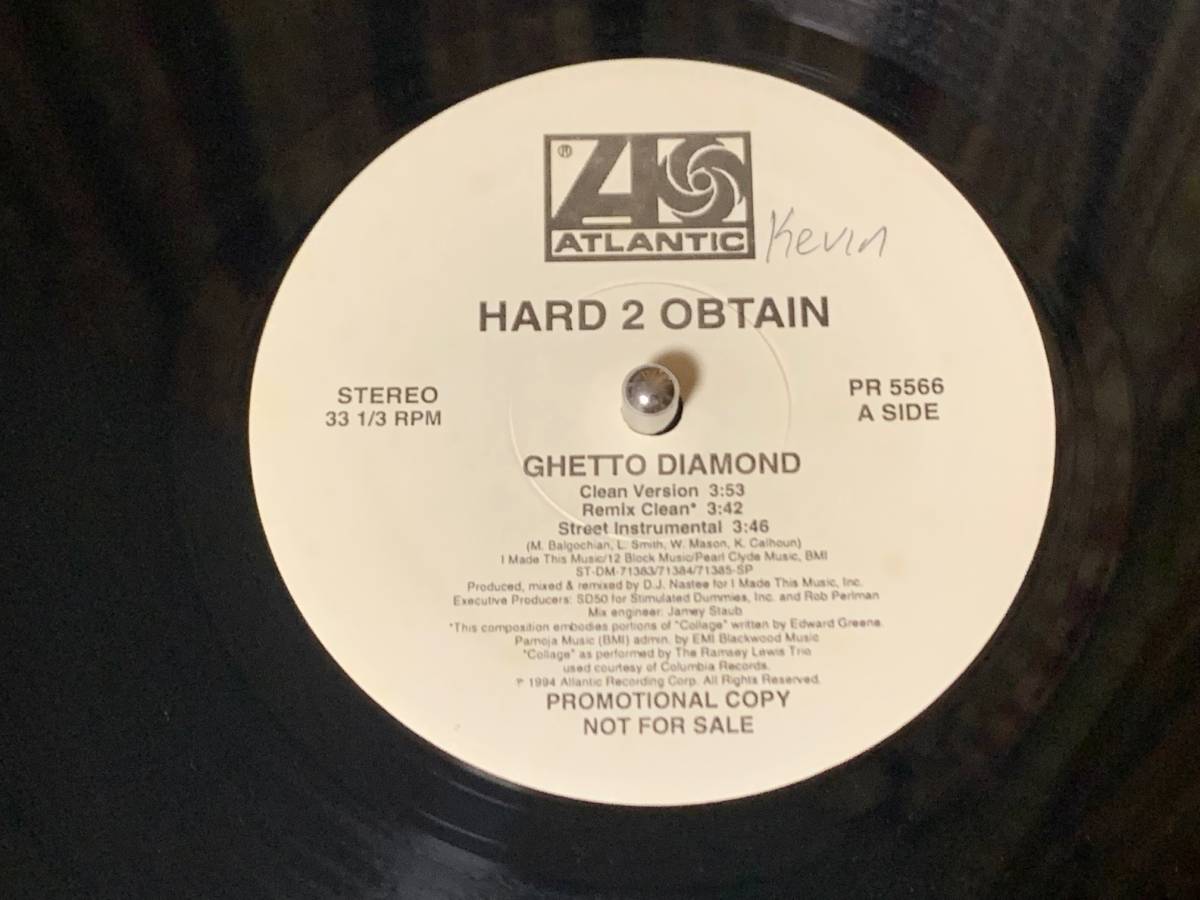 ®
ATLANTIC
Kevin
HARD 2 OBTAIN
STEREO
33 1/3 RPM
PR 5566
A SIDE
GHETTO DIAMOND
Clean Version 3:53
Remix Clean* 3:42
Street Instrumental 3:46
(M. Balgochian, L. Smith, W. Mason, K. Calhoun)
I Made This Music/12 Block Music/Pearl Clyde Music, BMI
ST-DM-71383/71384/71385-SP
Produced, mixed & remixed by D.J. Nastee for I Made This Music, Inc.
Executive Producers: SD50 for Stimulated Dummies, Inc. and Rob Perlman
Mix engineer: Jamey Staub
*This composition embodies portions of "Collage" written by Edward Greene.
Pamoja Music (BMI) admin. by EMI Blackwood Music
"Collage" as performed by The Ramsey Lewis Trio
used courtesy of Columbia Records.
℗ 1994 Atlantic Recording Corp. All Rights Reserved.
PROMOTIONAL COPY
NOT FOR SALE